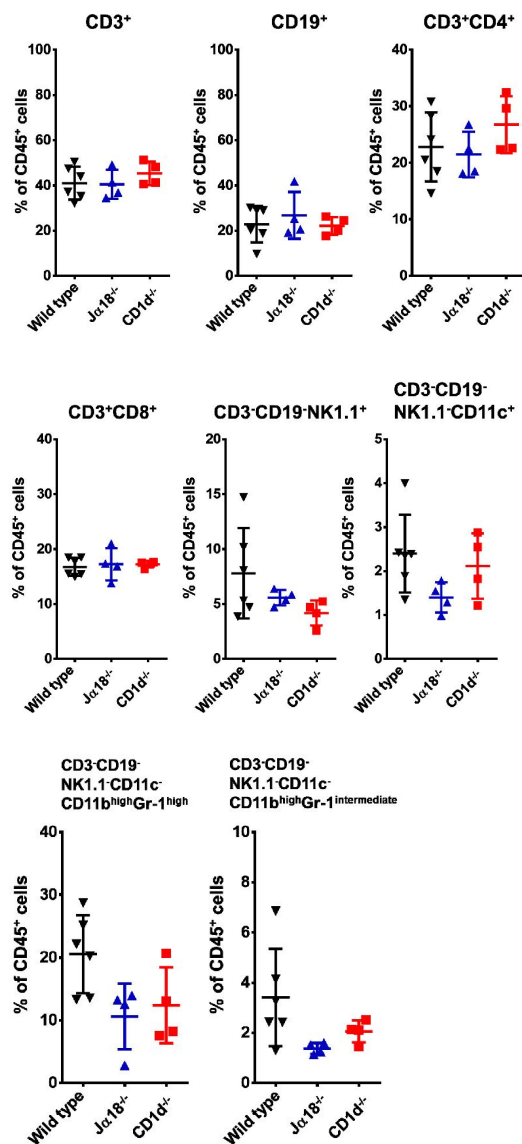 CD3⁺
% of CD45⁺ cells
100
80
60
40
20
0
Wild type
Jα18⁻/⁻
CD1d⁻/⁻
CD19⁺
% of CD45⁺ cells
100
80
60
40
20
0
Wild type
Jα18⁻/⁻
CD1d⁻/⁻
CD3⁺CD4⁺
% of CD45⁺ cells
40
30
20
10
0
Wild type
Jα18⁻/⁻
CD1d⁻/⁻
CD3⁺CD8⁺
% of CD45⁺ cells
40
30
20
10
0
Wild type
Jα18⁻/⁻
CD1d⁻/⁻
CD3⁻CD19⁻NK1.1⁺
% of CD45⁺ cells
20
15
10
5
0
Wild type
Jα18⁻/⁻
CD1d⁻/⁻
CD3⁻CD19⁻
NK1.1⁻CD11c⁺
% of CD45⁺ cells
5
4
3
2
1
0
Wild type
Jα18⁻/⁻
CD1d⁻/⁻
CD3⁻CD19⁻
NK1.1⁻CD11c⁻
CD11b^high Gr-1^high
% of CD45⁺ cells
40
30
20
10
0
Wild type
Jα18⁻/⁻
CD1d⁻/⁻
CD3⁻CD19⁻
NK1.1⁻CD11c⁻
CD11b^high Gr-1^intermediate
% of CD45⁺ cells
8
6
4
2
0
Wild type
Jα18⁻/⁻
CD1d⁻/⁻